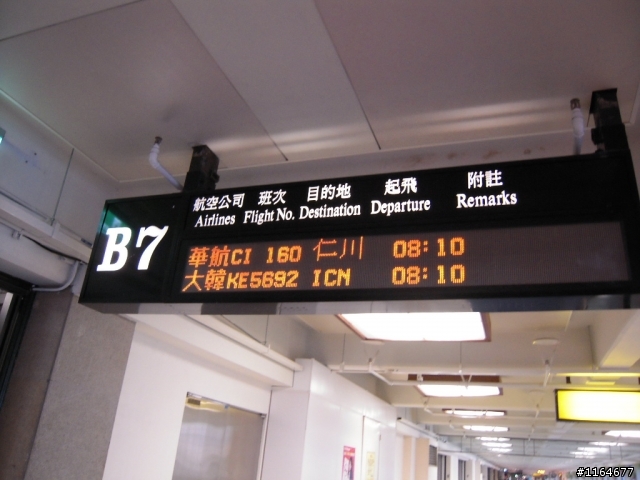 B7
航空公司 班次 目的地 起飛 附註
Airlines Flight No. Destination Departure Remarks
華航CI 160 仁川 08:10
大韓KE5692 ICN 08:10
#1164677